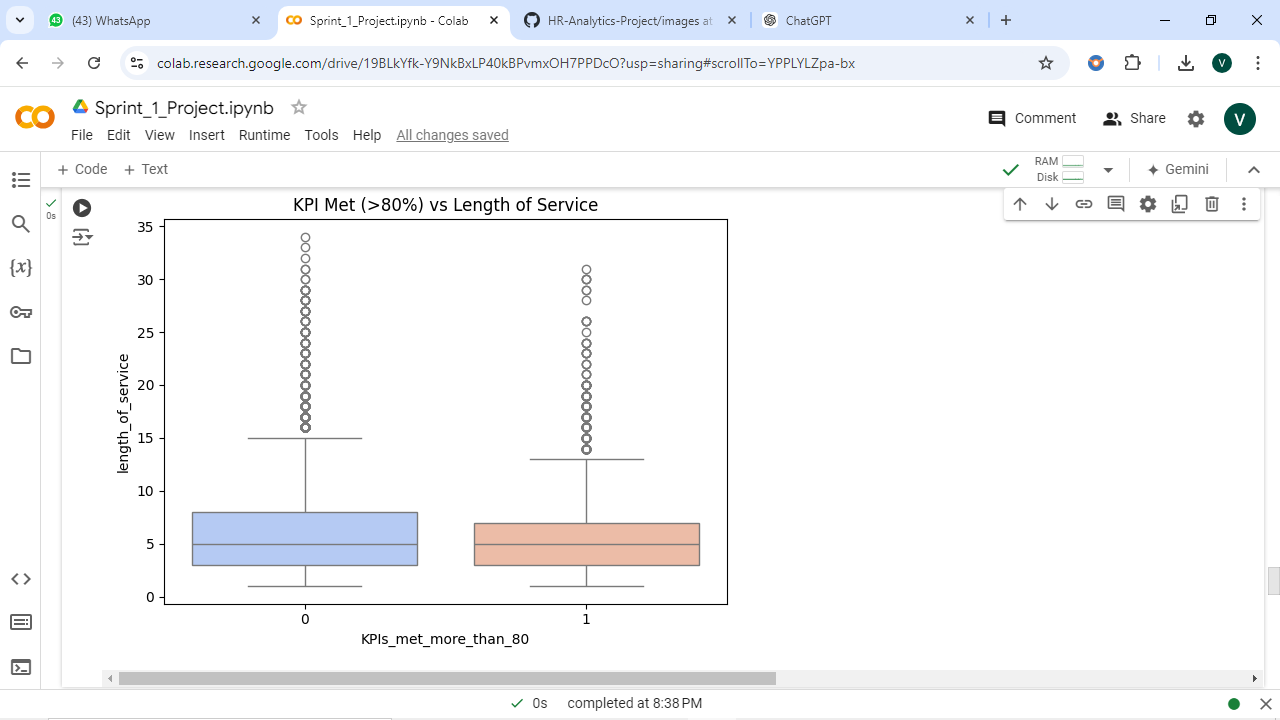 (43) WhatsApp
Sprint_1_Project.ipynb - Colab
HR-Analytics-Project/images at
ChatGPT
colab.research.google.com/drive/19BLkYfk-Y9NkBxLP40kBPvmxOH7PPDcO?usp=sharing#scrollTo=YPPLYLZpa-bx
V
Sprint_1_Project.ipynb
File Edit View Insert Runtime Tools Help All changes saved
Comment
Share
V
+ Code + Text
RAM
Disk
Gemini
0s
KPI Met (>80%) vs Length of Service
35
30
25
20
15
10
5
0
length_of_service
0 1
KPIs_met_more_than_80
0s completed at 8:38 PM